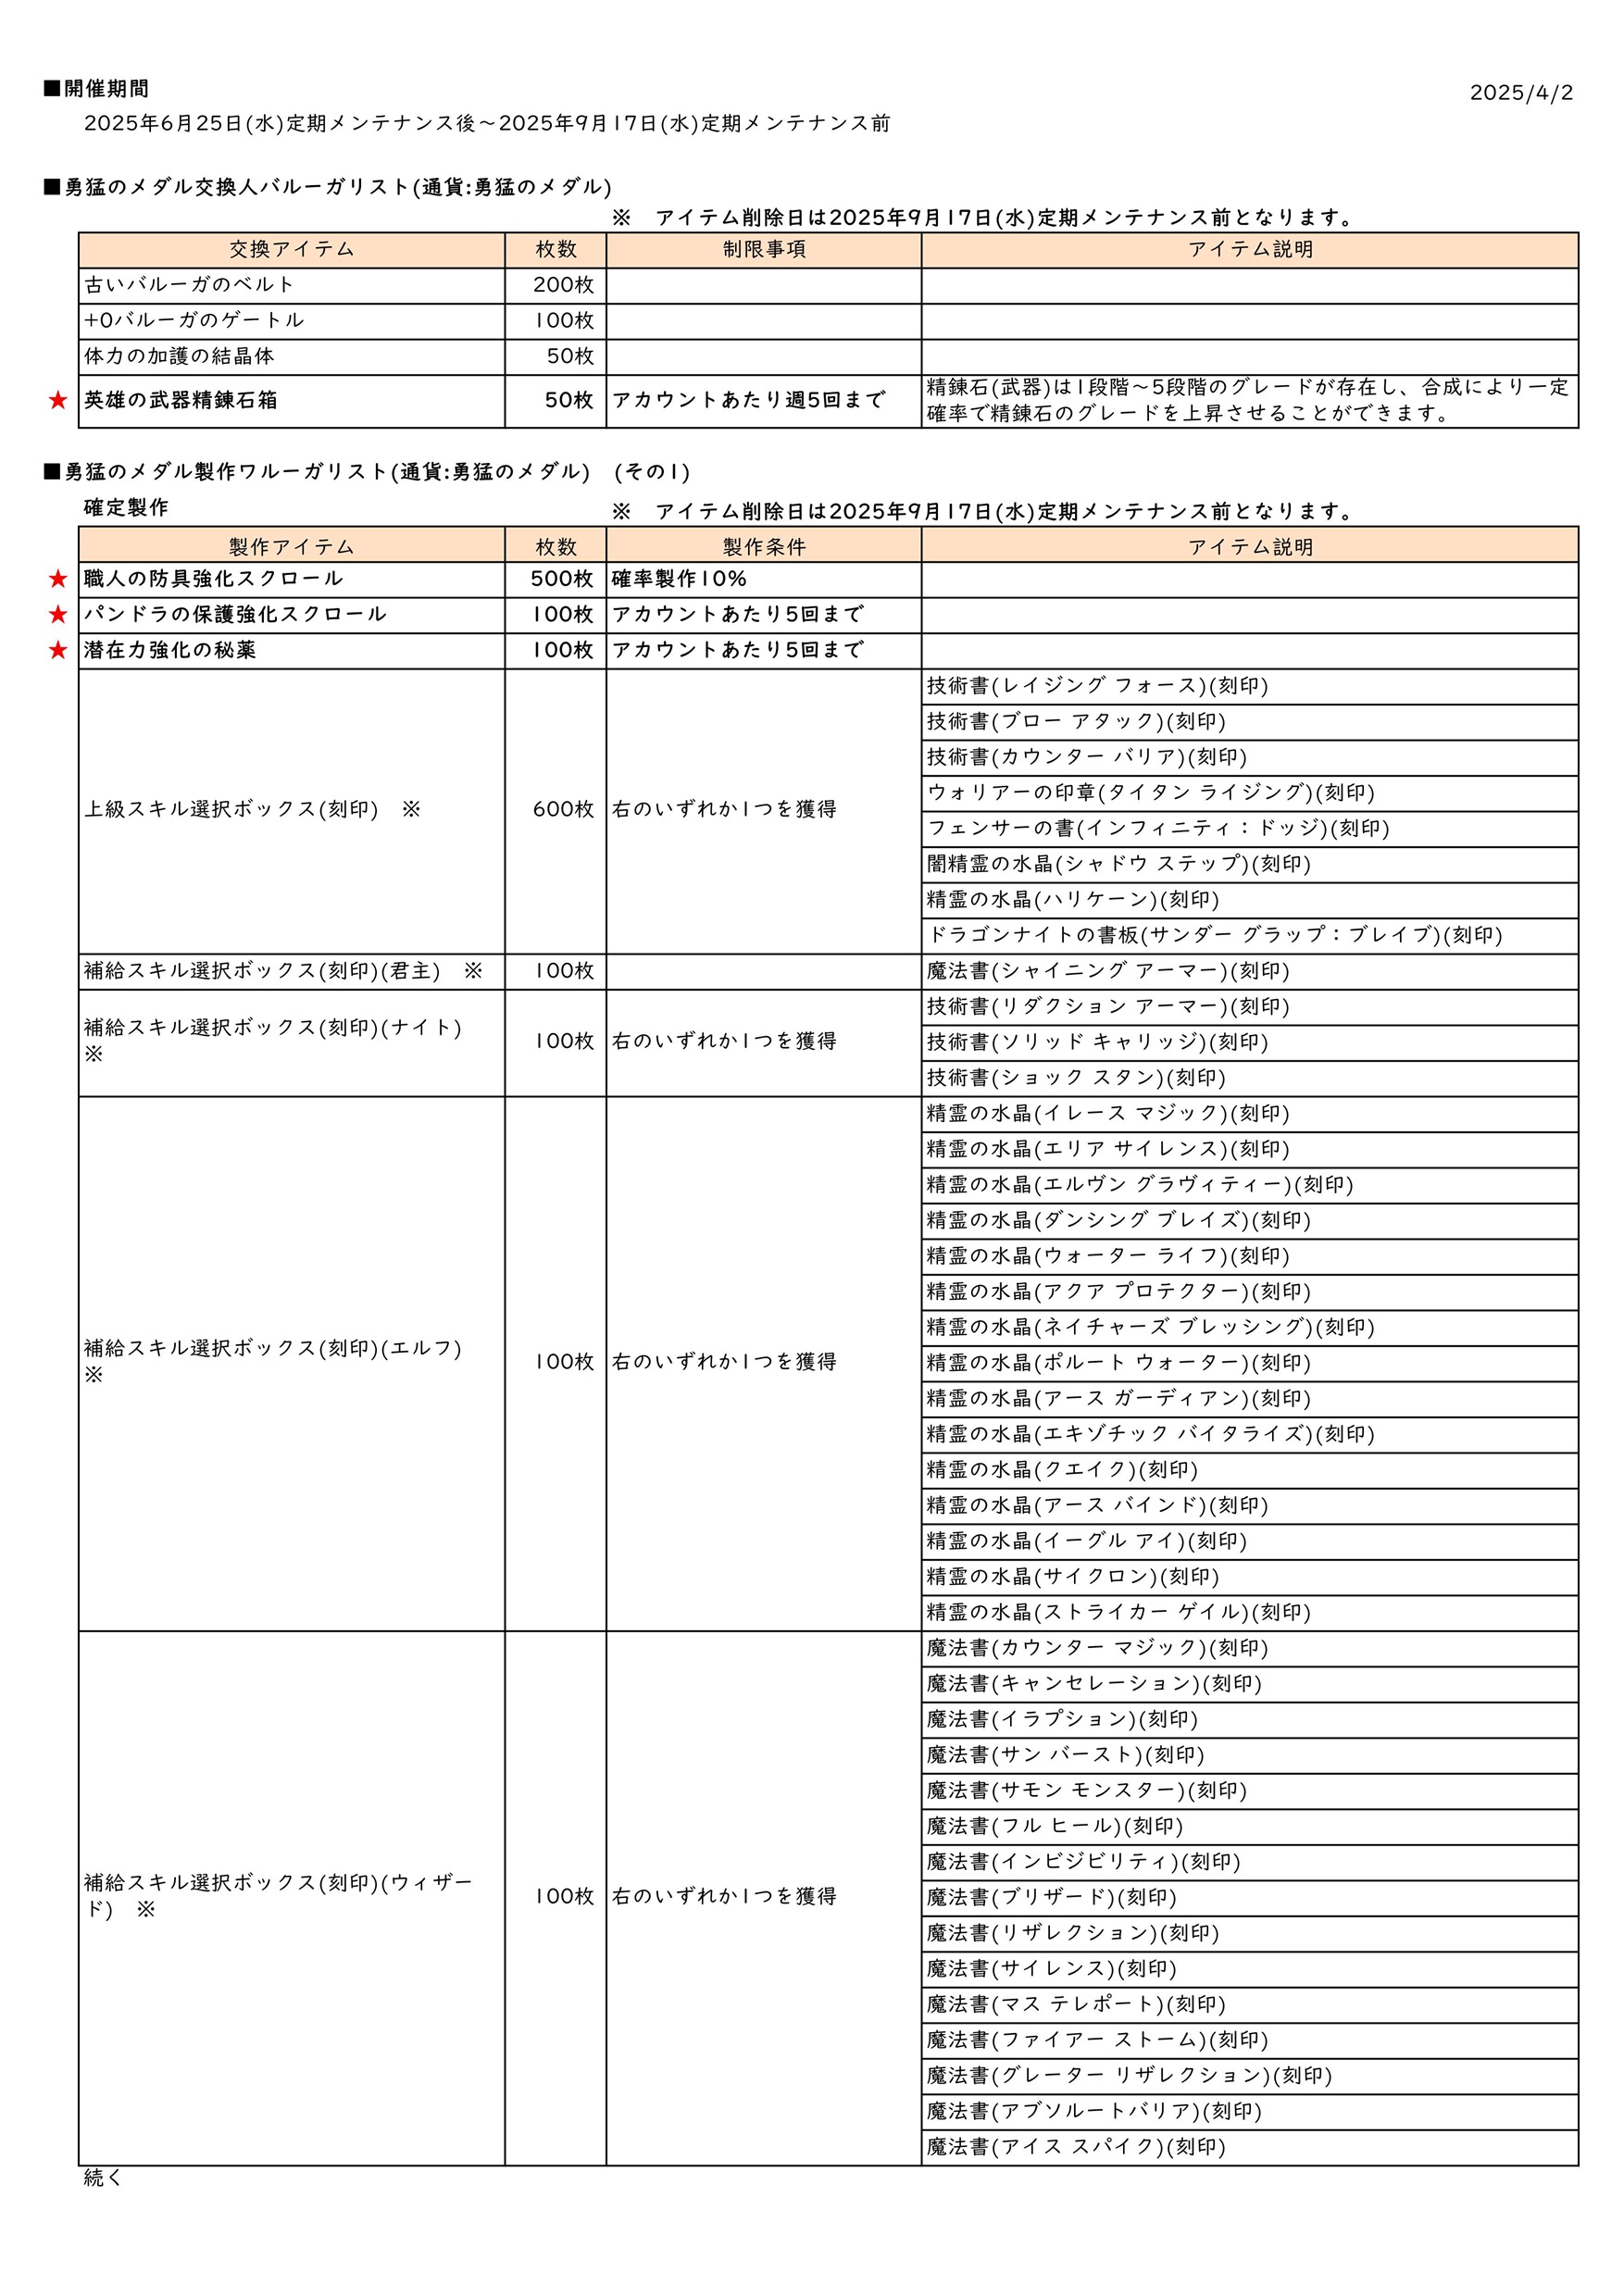 ■開催期間
2025/4/2
2025年6月25日(水)定期メンテナンス後～2025年9月17日(水)定期メンテナンス前
■勇猛のメダル交換人バルーガリスト(通貨:勇猛のメダル)
※　アイテム削除日は2025年9月17日(水)定期メンテナンス前となります。
交換アイテム 枚数 制限事項 アイテム説明
古いバルーガのベルト 200枚
+0バルーガのゲートル 100枚
体力の加護の結晶体 50枚
★ 英雄の武器精錬石箱 50枚 アカウントあたり週5回まで 精錬石(武器)は1段階～5段階のグレードが存在し、合成により一定
確率で精錬石のグレードを上昇させることができます。
■勇猛のメダル製作ワルーガリスト(通貨:勇猛のメダル)　(その1)
確定製作
※　アイテム削除日は2025年9月17日(水)定期メンテナンス前となります。
製作アイテム 枚数 製作条件 アイテム説明
★ 職人の防具強化スクロール 500枚 確率製作10%
★ パンドラの保護強化スクロール 100枚 アカウントあたり5回まで
★ 潜在力強化の秘薬 100枚 アカウントあたり5回まで
上級スキル選択ボックス(刻印)　※ 600枚 右のいずれか1つを獲得
技術書(レイジング フォース)(刻印)
技術書(ブロー アタック)(刻印)
技術書(カウンター バリア)(刻印)
ウォリアーの印章(タイタン ライジング)(刻印)
フェンサーの書(インフィニティ：ドッジ)(刻印)
闇精霊の水晶(シャドウ ステップ)(刻印)
精霊の水晶(ハリケーン)(刻印)
ドラゴンナイトの書板(サンダー グラップ：ブレイブ)(刻印)
補給スキル選択ボックス(刻印)(君主)　※ 100枚 魔法書(シャイニング アーマー)(刻印)
補給スキル選択ボックス(刻印)(ナイト)
※
100枚 右のいずれか1つを獲得
技術書(リダクション アーマー)(刻印)
技術書(ソリッド キャリッジ)(刻印)
技術書(ショック スタン)(刻印)
補給スキル選択ボックス(刻印)(エルフ)
※
100枚 右のいずれか1つを獲得
精霊の水晶(イレース マジック)(刻印)
精霊の水晶(エリア サイレンス)(刻印)
精霊の水晶(エルヴン グラヴィティー)(刻印)
精霊の水晶(ダンシング ブレイズ)(刻印)
精霊の水晶(ウォーター ライフ)(刻印)
精霊の水晶(アクア プロテクター)(刻印)
精霊の水晶(ネイチャーズ ブレッシング)(刻印)
精霊の水晶(ポルート ウォーター)(刻印)
精霊の水晶(アース ガーディアン)(刻印)
精霊の水晶(エキゾチック バイタライズ)(刻印)
精霊の水晶(クエイク)(刻印)
精霊の水晶(アース バインド)(刻印)
精霊の水晶(イーグル アイ)(刻印)
精霊の水晶(サイクロン)(刻印)
精霊の水晶(ストライカー ゲイル)(刻印)
補給スキル選択ボックス(刻印)(ウィザー
ド)　※
100枚 右のいずれか1つを獲得
魔法書(カウンター マジック)(刻印)
魔法書(キャンセレーション)(刻印)
魔法書(イラプション)(刻印)
魔法書(サン バースト)(刻印)
魔法書(サモン モンスター)(刻印)
魔法書(フル ヒール)(刻印)
魔法書(インビジビリティ)(刻印)
魔法書(ブリザード)(刻印)
魔法書(リザレクション)(刻印)
魔法書(サイレンス)(刻印)
魔法書(マス テレポート)(刻印)
魔法書(ファイアー ストーム)(刻印)
魔法書(グレーター リザレクション)(刻印)
魔法書(アブソルートバリア)(刻印)
魔法書(アイス スパイク)(刻印)
続く